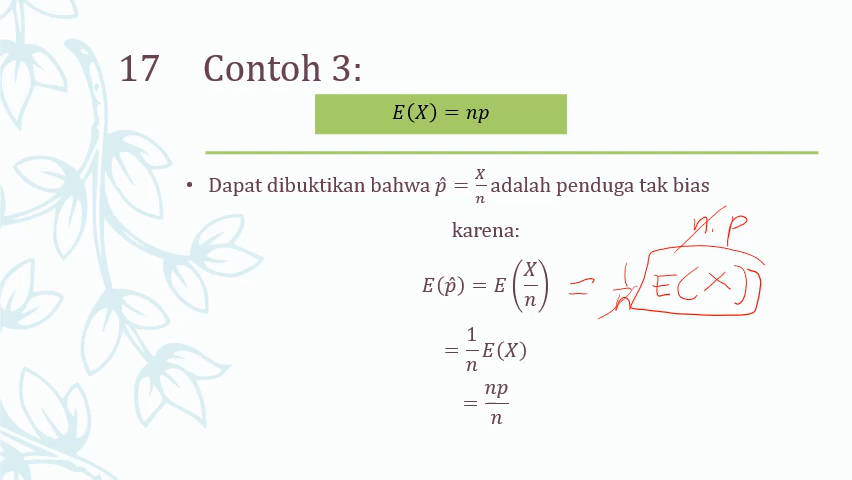 17 Contoh 3:
E(X) = np
• Dapat dibuktikan bahwa p̂ = X/n adalah penduga tak bias
karena:
n. p
E(p̂) = E(X/n) = 1/n E(X)
= 1/n E(X)
= np/n